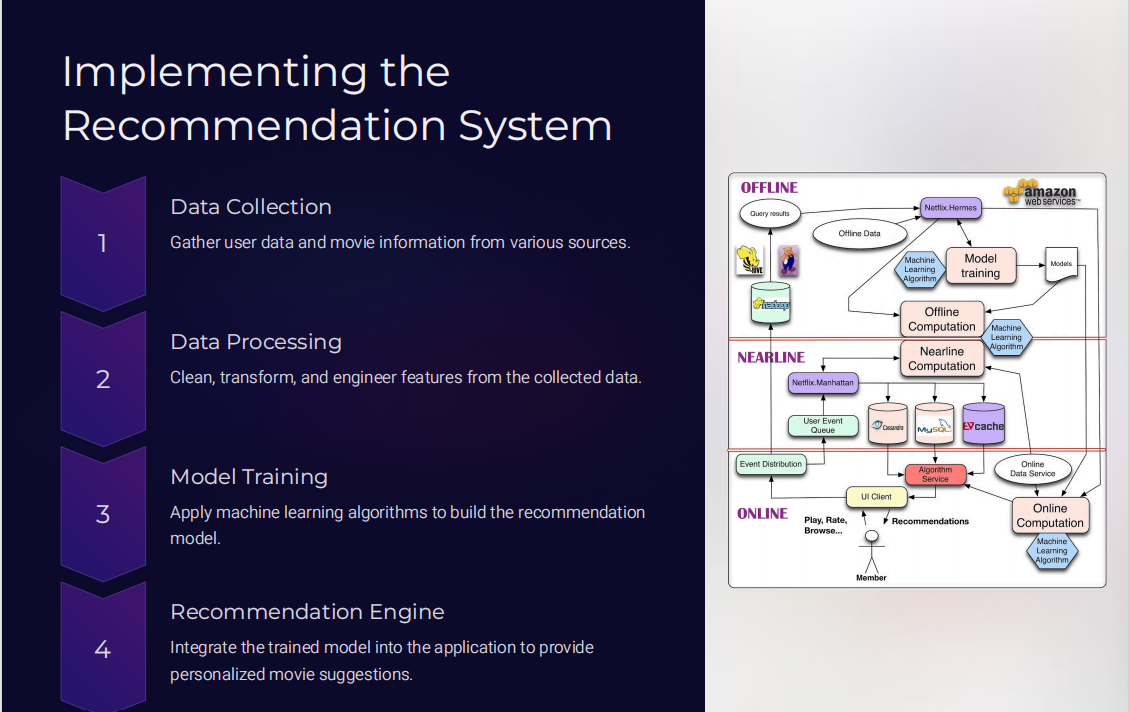 Implementing the
Recommendation System
1
Data Collection
Gather user data and movie information from various sources.
2
Data Processing
Clean, transform, and engineer features from the collected data.
3
Model Training
Apply machine learning algorithms to build the recommendation
model.
4
Recommendation Engine
Integrate the trained model into the application to provide
personalized movie suggestions.
OFFLINE
amazon
web services™
Query results
Netflix.Hermes
Offline Data
HIVE
Machine
Learning
Algorithm
Model
training
Models
hadoop
Offline
Computation
Machine
Learning
Algorithm
NEARLINE
Nearline
Computation
Netflix.Manhattan
User Event
Queue
Cassandra
MySQL
EVcache
Event Distribution
Algorithm
Service
Online
Data Service
UI Client
ONLINE
Play, Rate,
Browse...
Recommendations
Online
Computation
Machine
Learning
Algorithm
Member